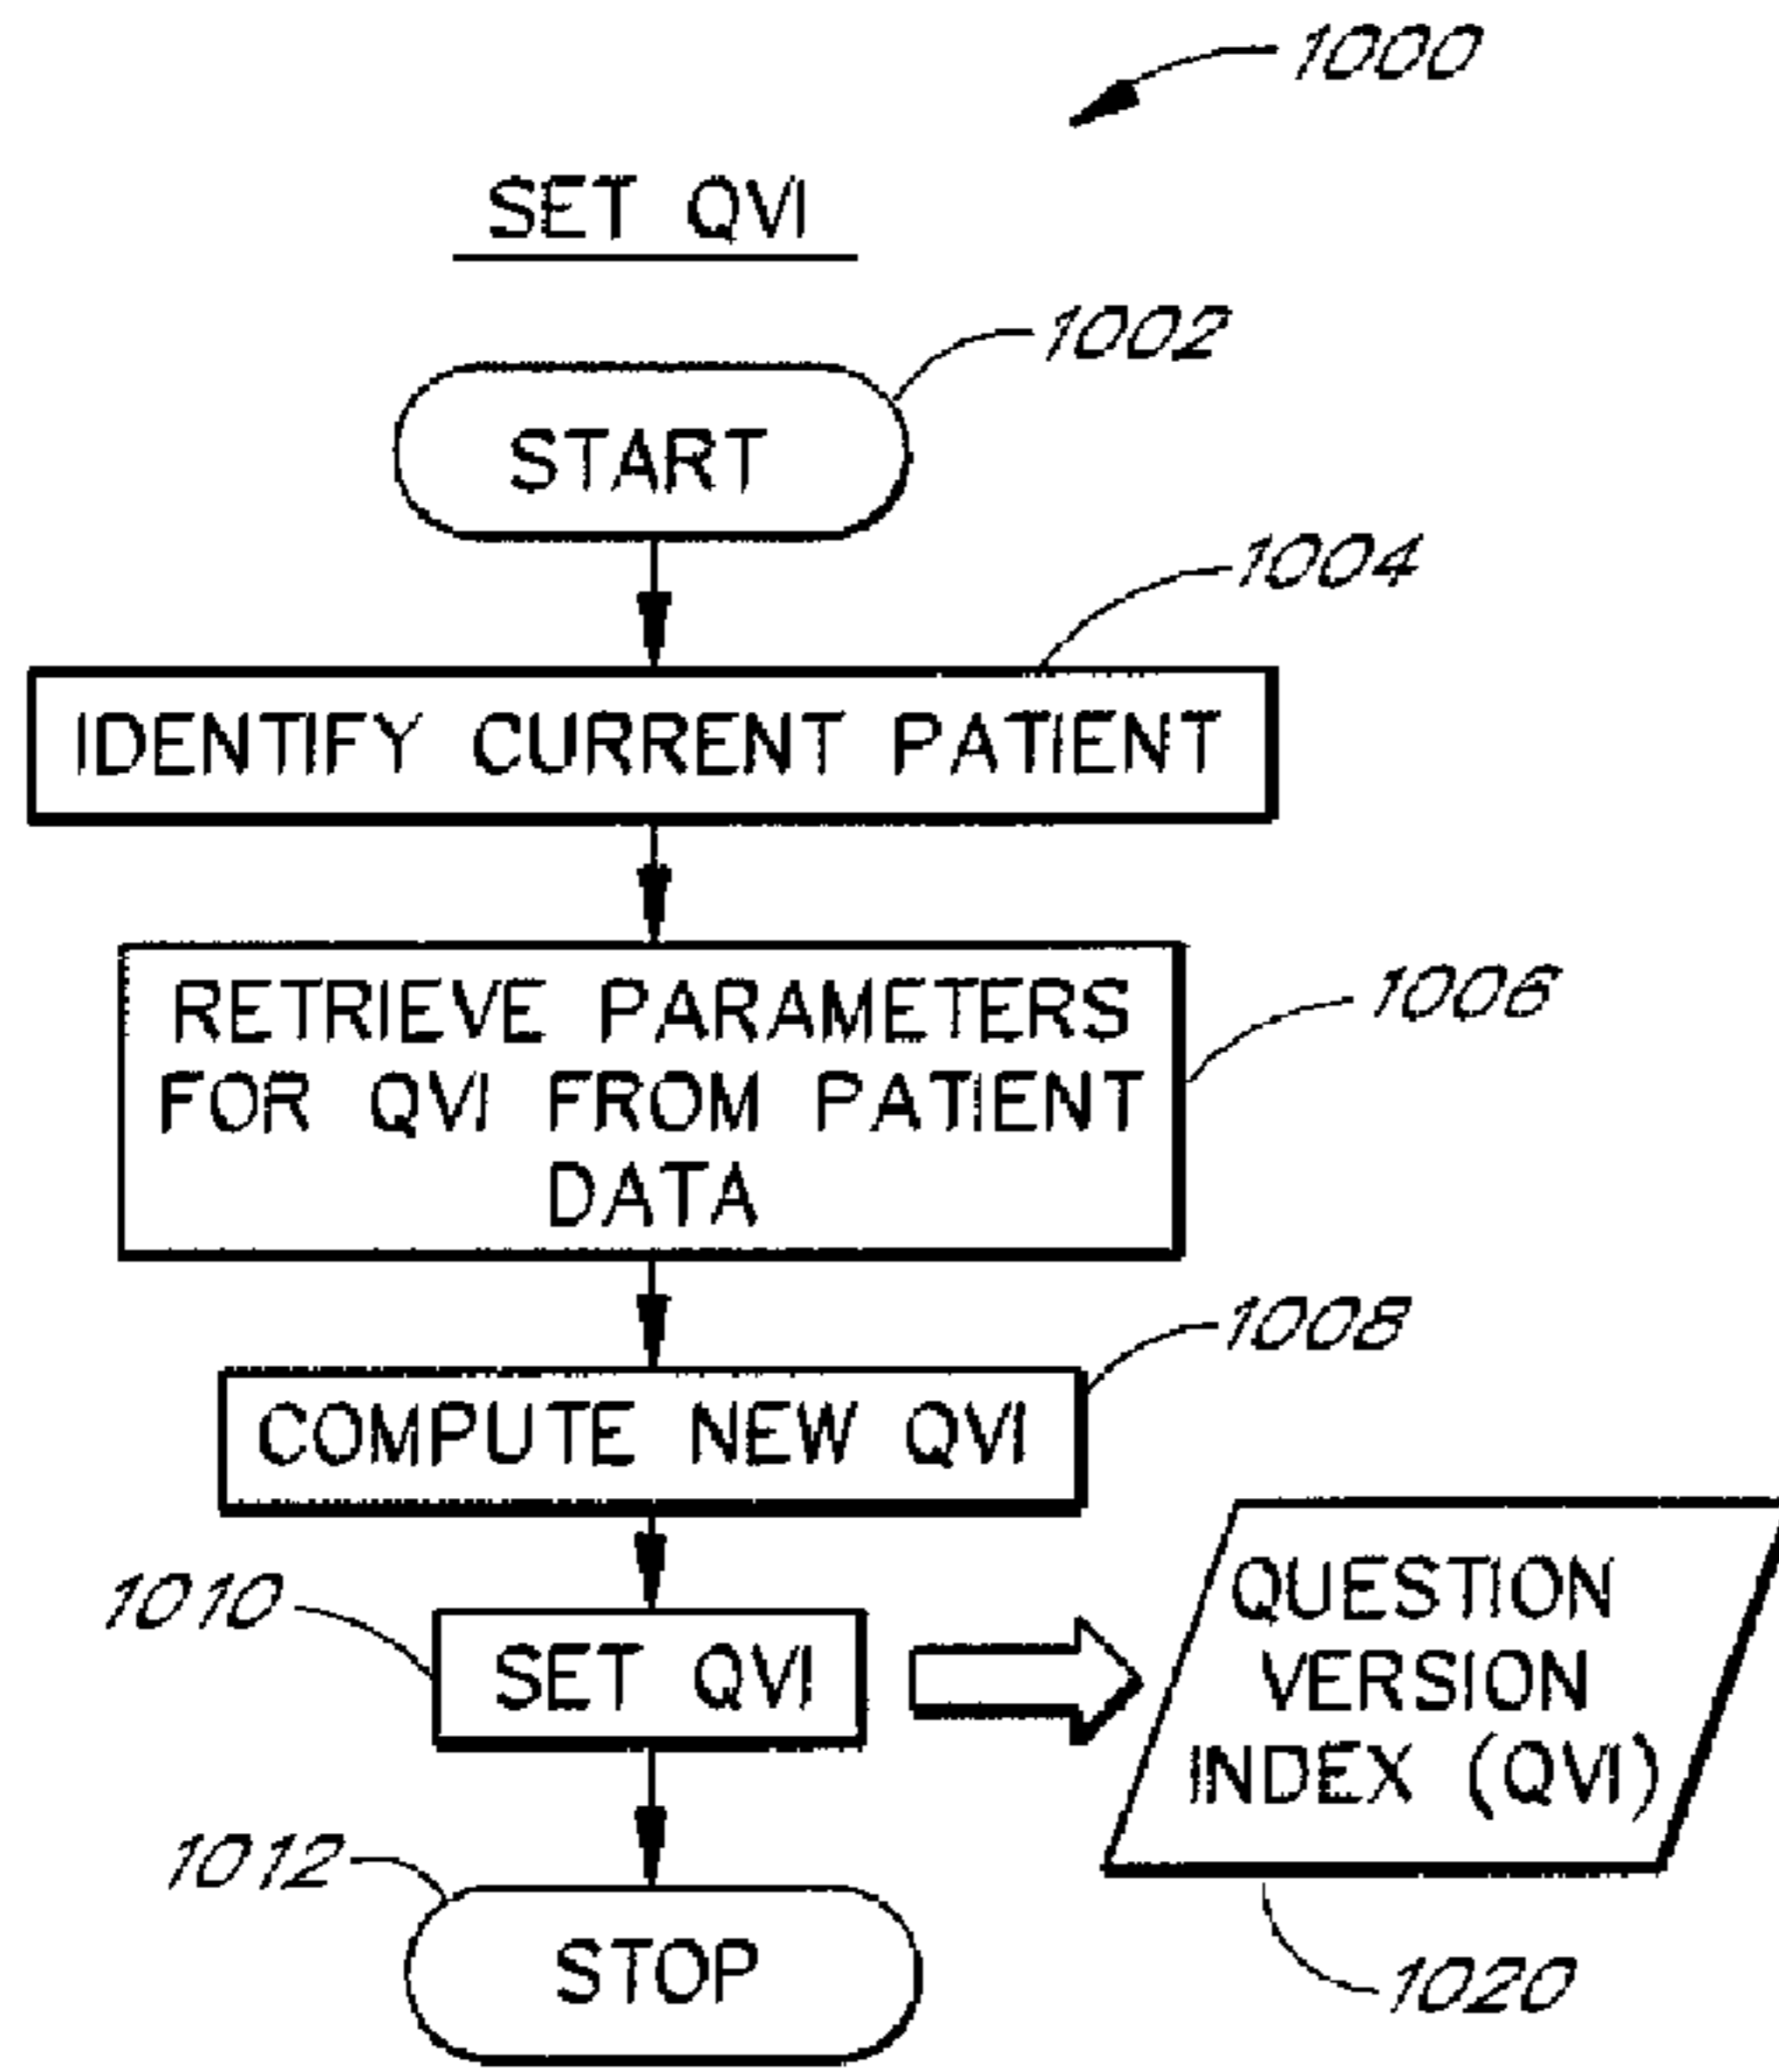 1000
SET QVI
1002
START
1004
IDENTIFY CURRENT PATIENT
RETRIEVE PARAMETERS
FOR QVI FROM PATIENT
DATA
1006
1008
COMPUTE NEW QVI
1010
SET QVI
QUESTION
VERSION
INDEX (QVI)
1012
STOP
1020